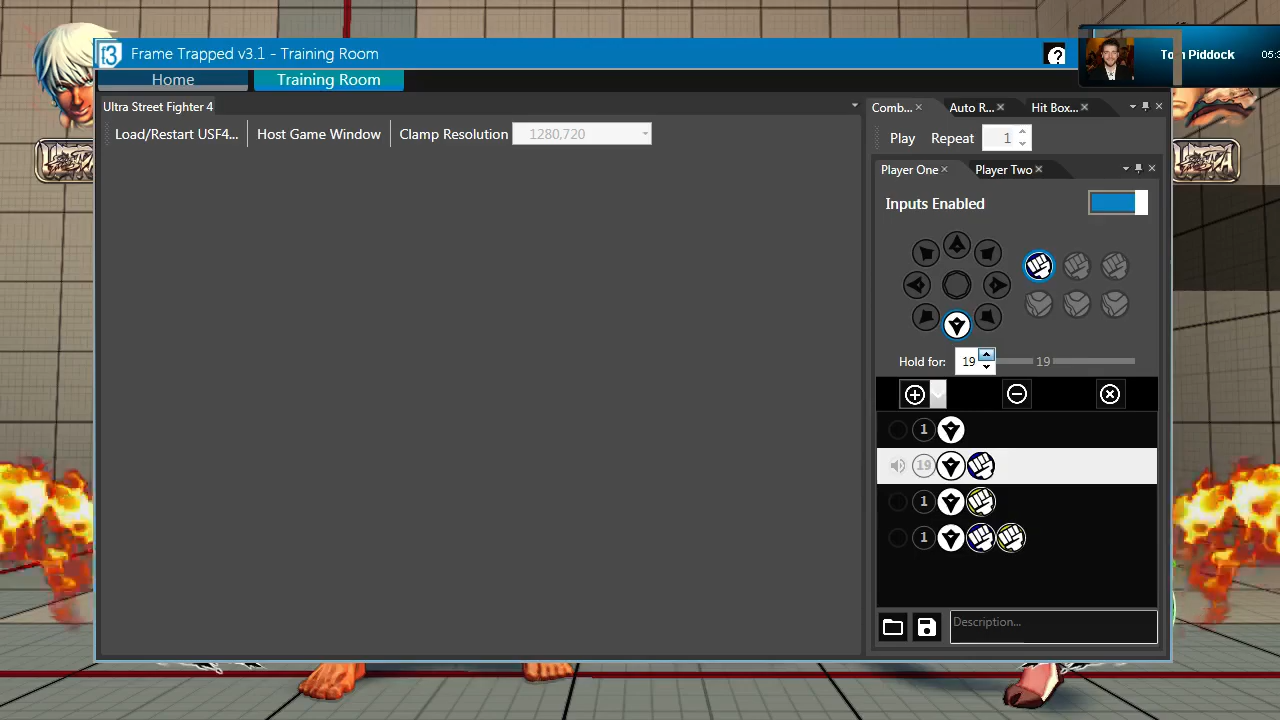 f3 Frame Trapped v3.1 - Training Room
?
Tom Piddock
Home
Training Room
Ultra Street Fighter 4
Load/Restart USF4...
Host Game Window
Clamp Resolution
1280,720
Comb...
Auto R...
Hit Box...
Play
Repeat
1
Player One
Player Two
Inputs Enabled
Hold for:
19
19
1
19
1
1
Description...